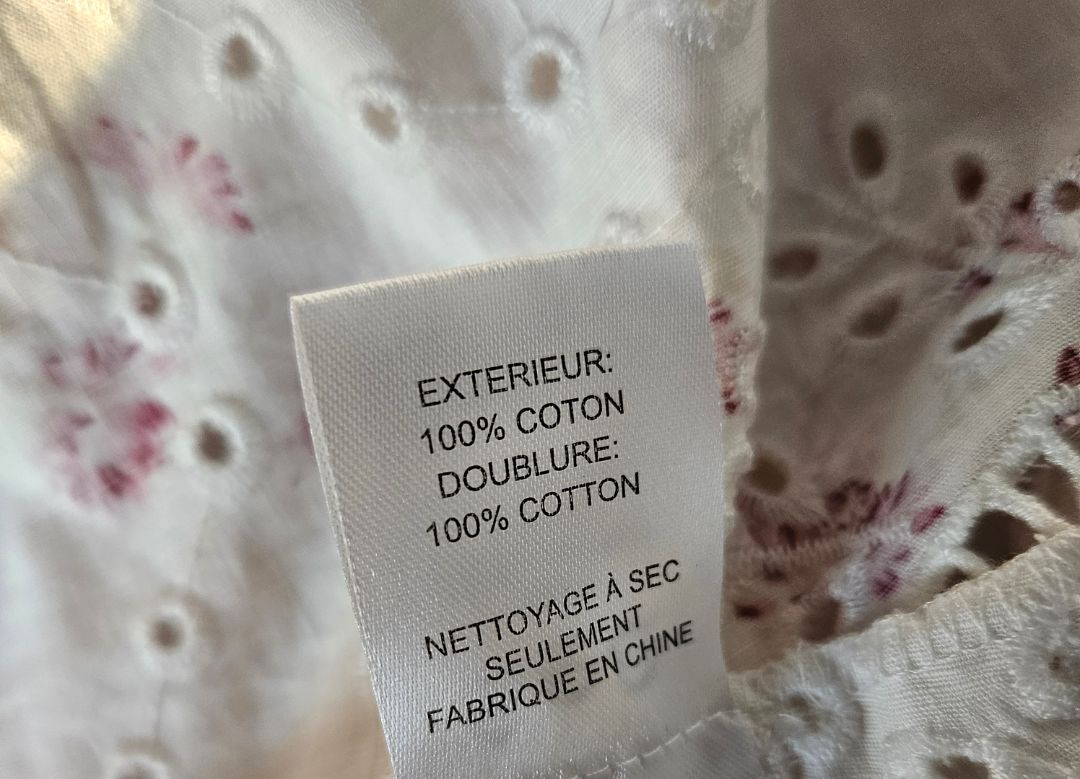 EXTERIEUR:
100% COTON
DOUBLURE:
100% COTTON
NETTOYAGE À SEC
SEULEMENT
FABRIQUE EN CHINE